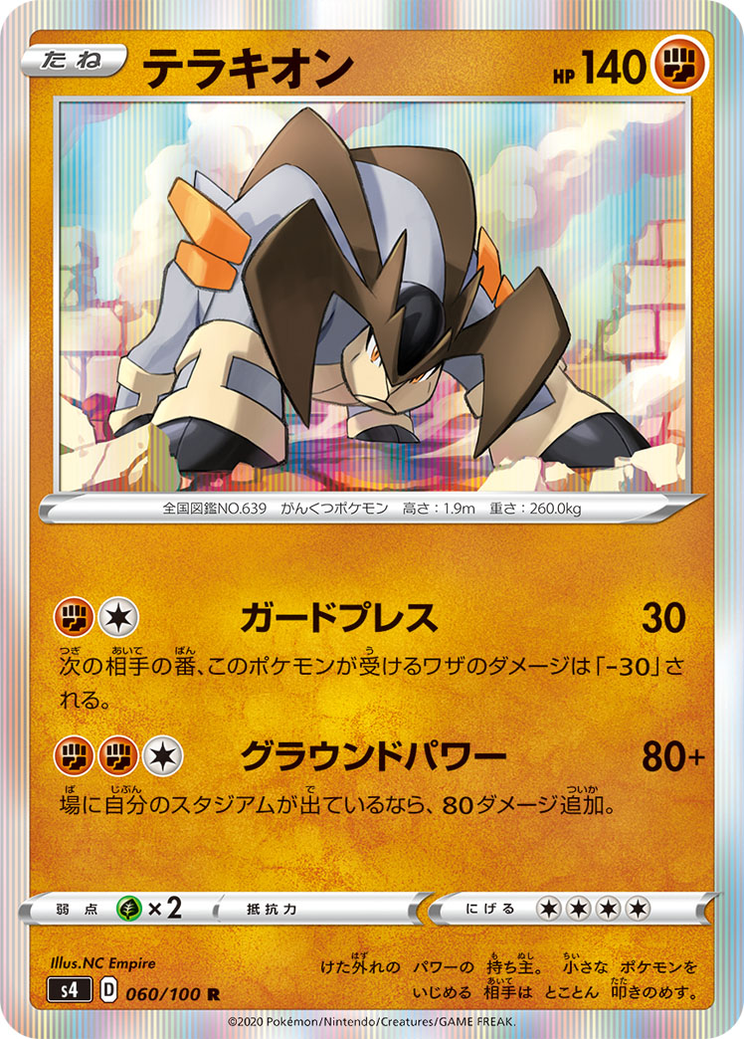 たね テラキオン HP 140
全国図鑑NO.639 がんくつポケモン 高さ：1.9m 重さ：260.0kg
ガードプレス 30
次の相手の番、このポケモンが受けるワザのダメージは「-30」さ
れる。
グラウンドパワー 80+
場に自分のスタジアムが出ているなら、80ダメージ追加。
弱点 ×2 抵抗力 にげる
Illus.NC Empire
けた外れの パワーの 持ち主。 小さな ポケモンを
いじめる 相手は とことん 叩きのめす。
s4 D 060/100 R
©2020 Pokémon/Nintendo/Creatures/GAME FREAK.